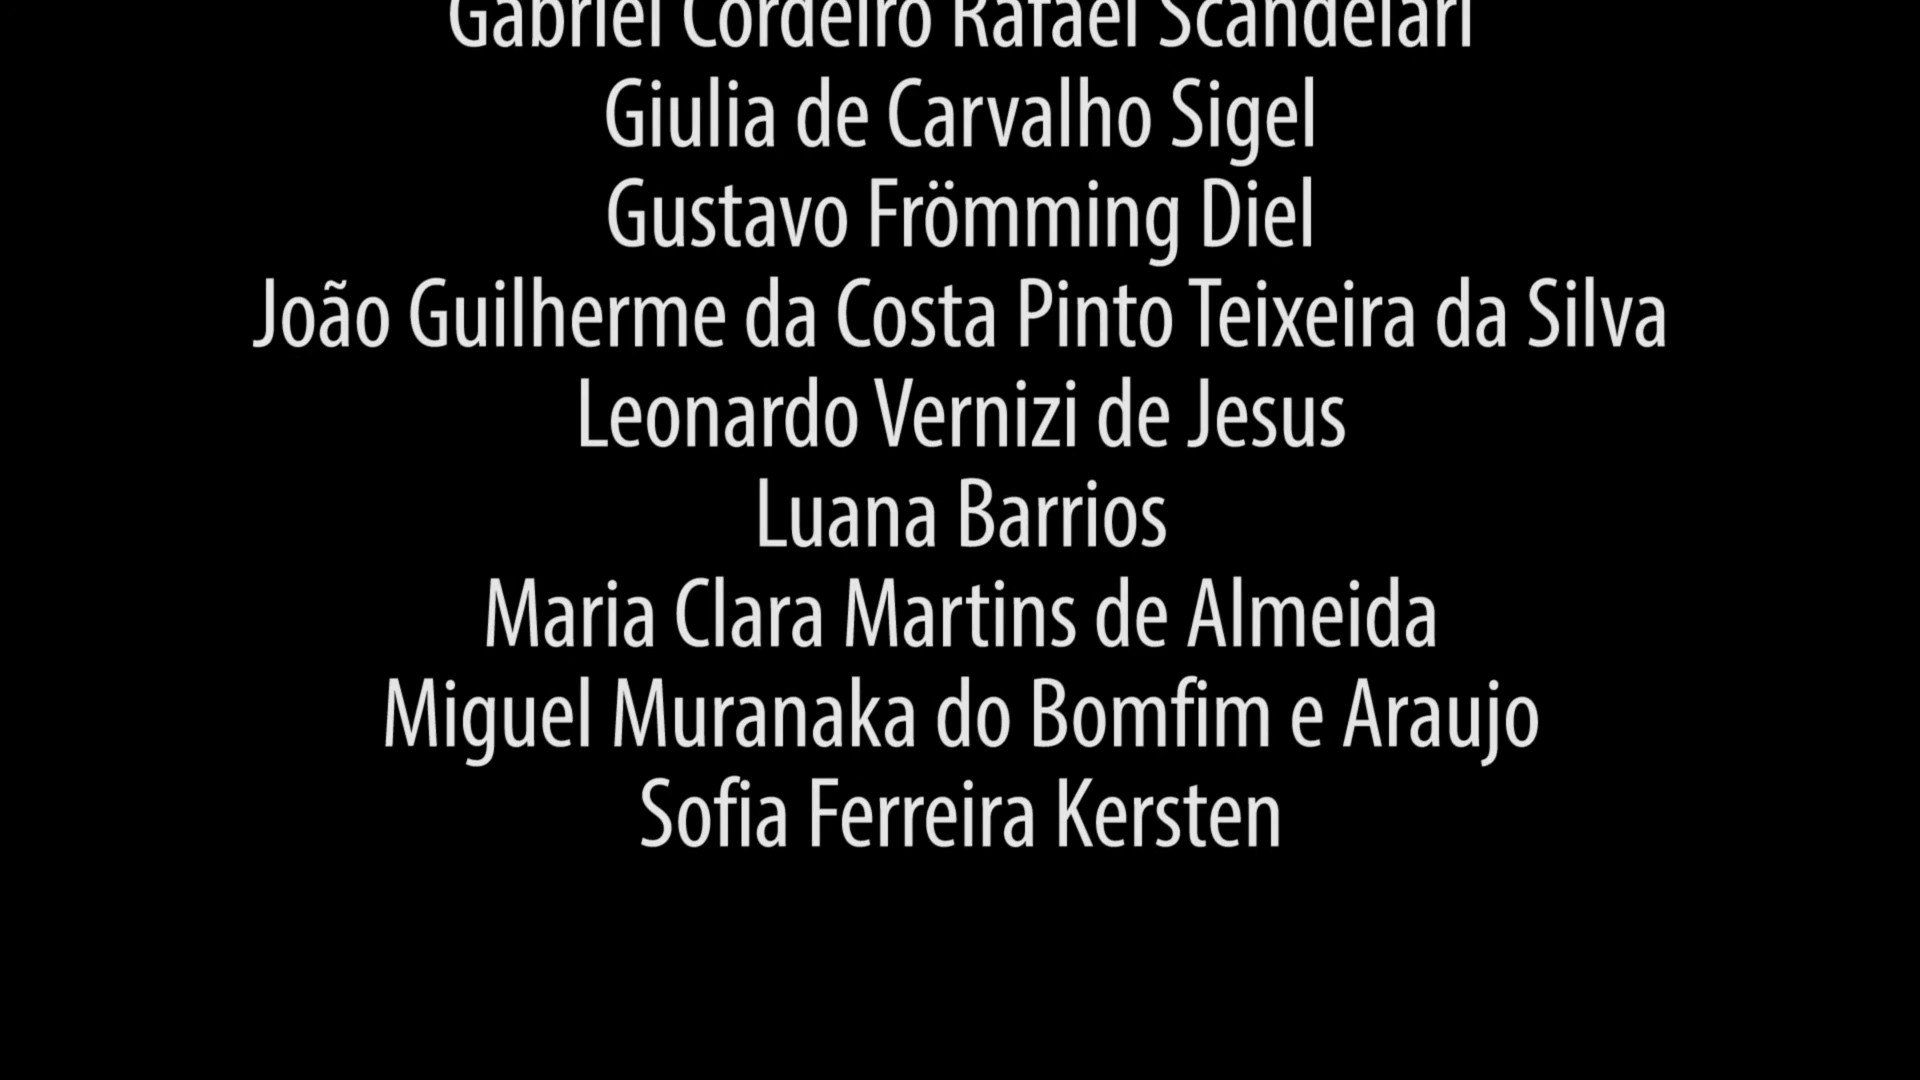 Gabriel Cordeiro Rafael Scandelari
Giulia de Carvalho Sigel
Gustavo Frömming Diel
João Guilherme da Costa Pinto Teixeira da Silva
Leonardo Vernizi de Jesus
Luana Barrios
Maria Clara Martins de Almeida
Miguel Muranaka do Bomfim e Araujo
Sofia Ferreira Kersten